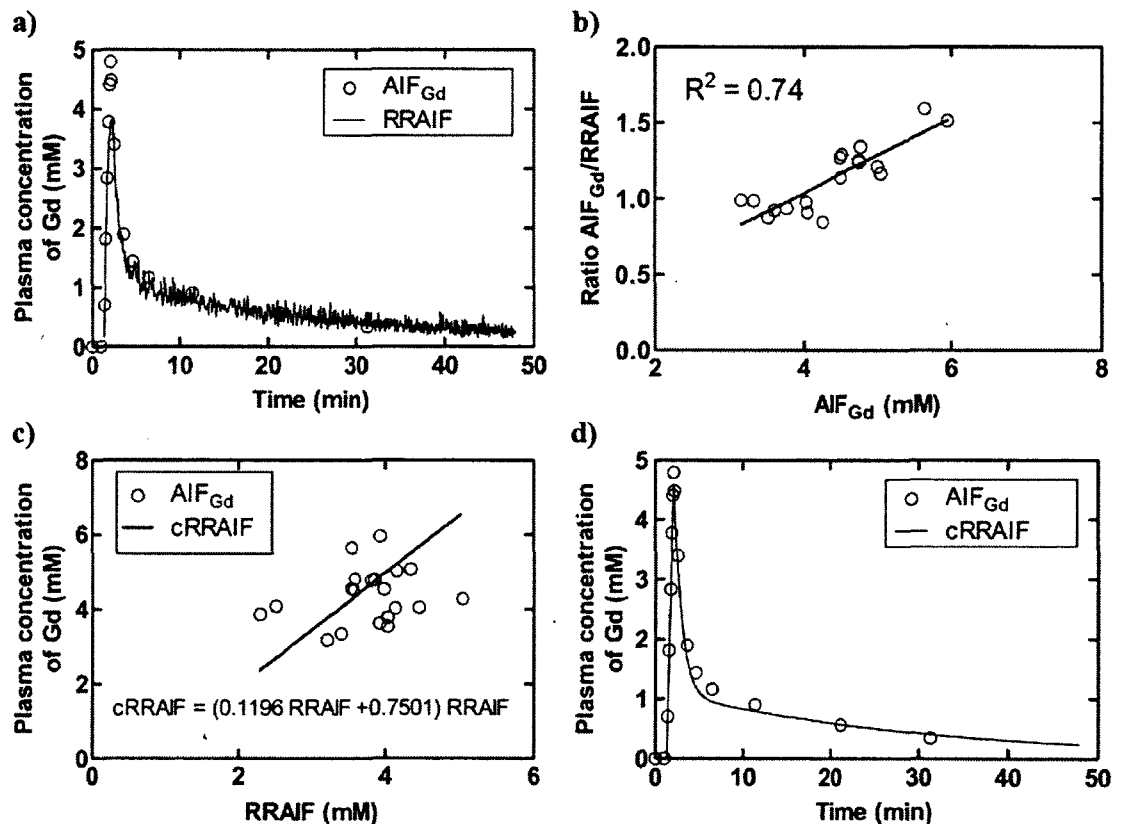 a)
Plasma concentration
of Gd (mM)
5
4
3
2
1
0
AIFGd
RRAIF
0 10 20 30 40 50
Time (min)
b)
Ratio AIFGd/RRAIF
2.0
1.5
1.0
0.5
0.0
R2 = 0.74
2 4 6 8
AIFGd (mM)
c)
Plasma concentration
of Gd (mM)
8
6
4
2
0
AIFGd
cRRAIF
cRRAIF = (0.1196 RRAIF +0.7501) RRAIF
0 2 4 6
RRAIF (mM)
d)
Plasma concentration
of Gd (mM)
5
4
3
2
1
0
AIFGd
cRRAIF
0 10 20 30 40 50
Time (min)